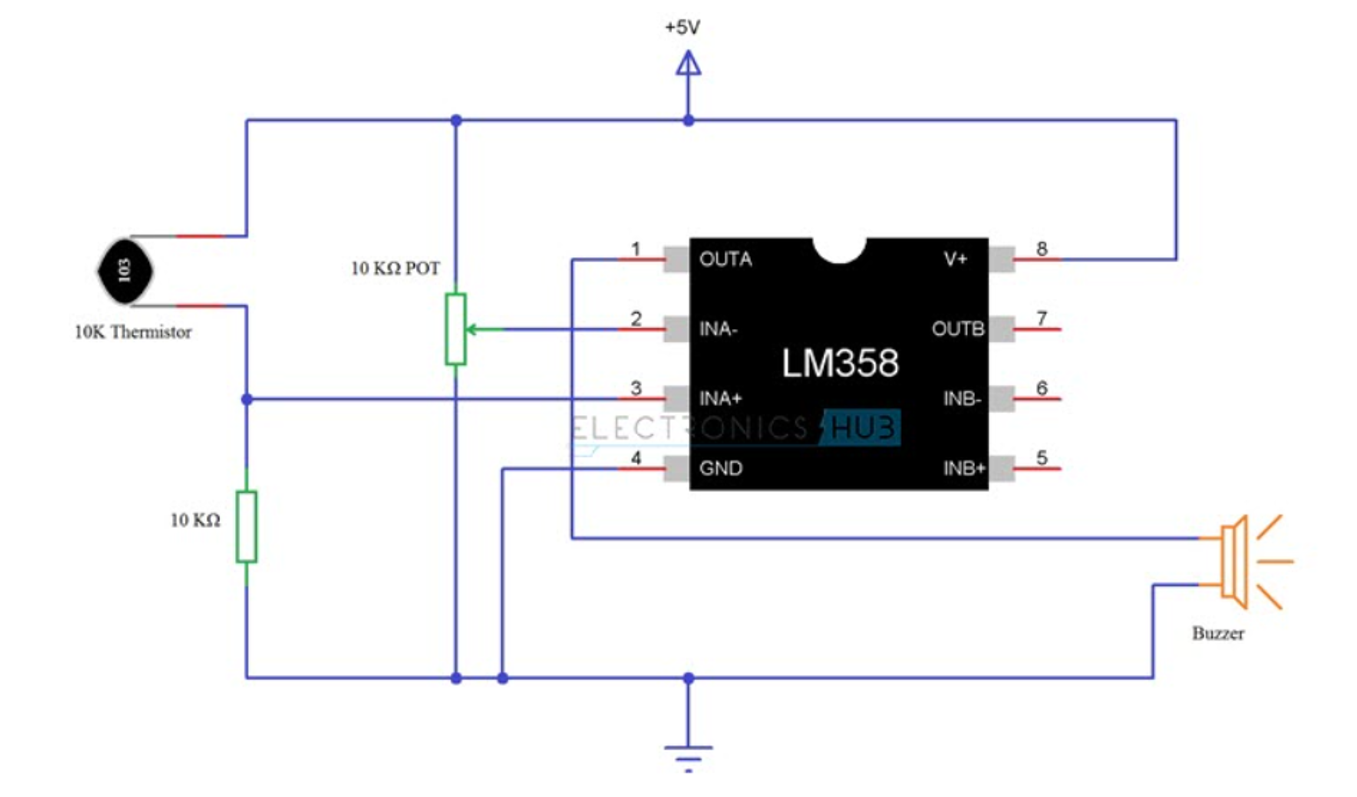 +5V
103
10K Thermistor
10 KΩ POT
10 KΩ
1
OUTA
V+
8
2
INA-
OUTB
7
LM358
3
INA+
INB-
6
ELECTRONICS HUB
4
GND
INB+
5
Buzzer